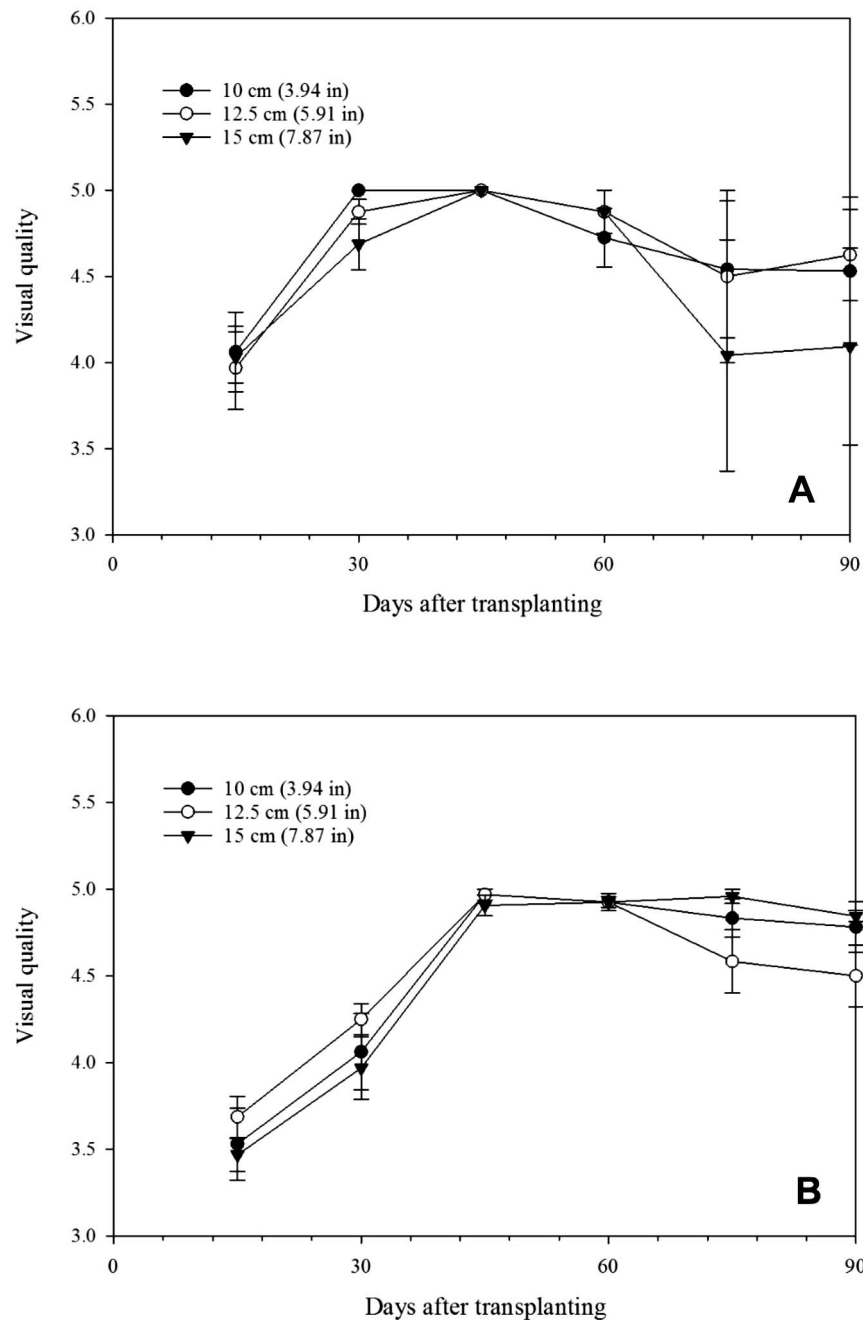 6.0
5.5
5.0
4.5
4.0
3.5
3.0
Visual quality
10 cm (3.94 in)
12.5 cm (5.91 in)
15 cm (7.87 in)
A
0 30 60 90
Days after transplanting
6.0
5.5
5.0
4.5
4.0
3.5
3.0
Visual quality
10 cm (3.94 in)
12.5 cm (5.91 in)
15 cm (7.87 in)
B
0 30 60 90
Days after transplanting